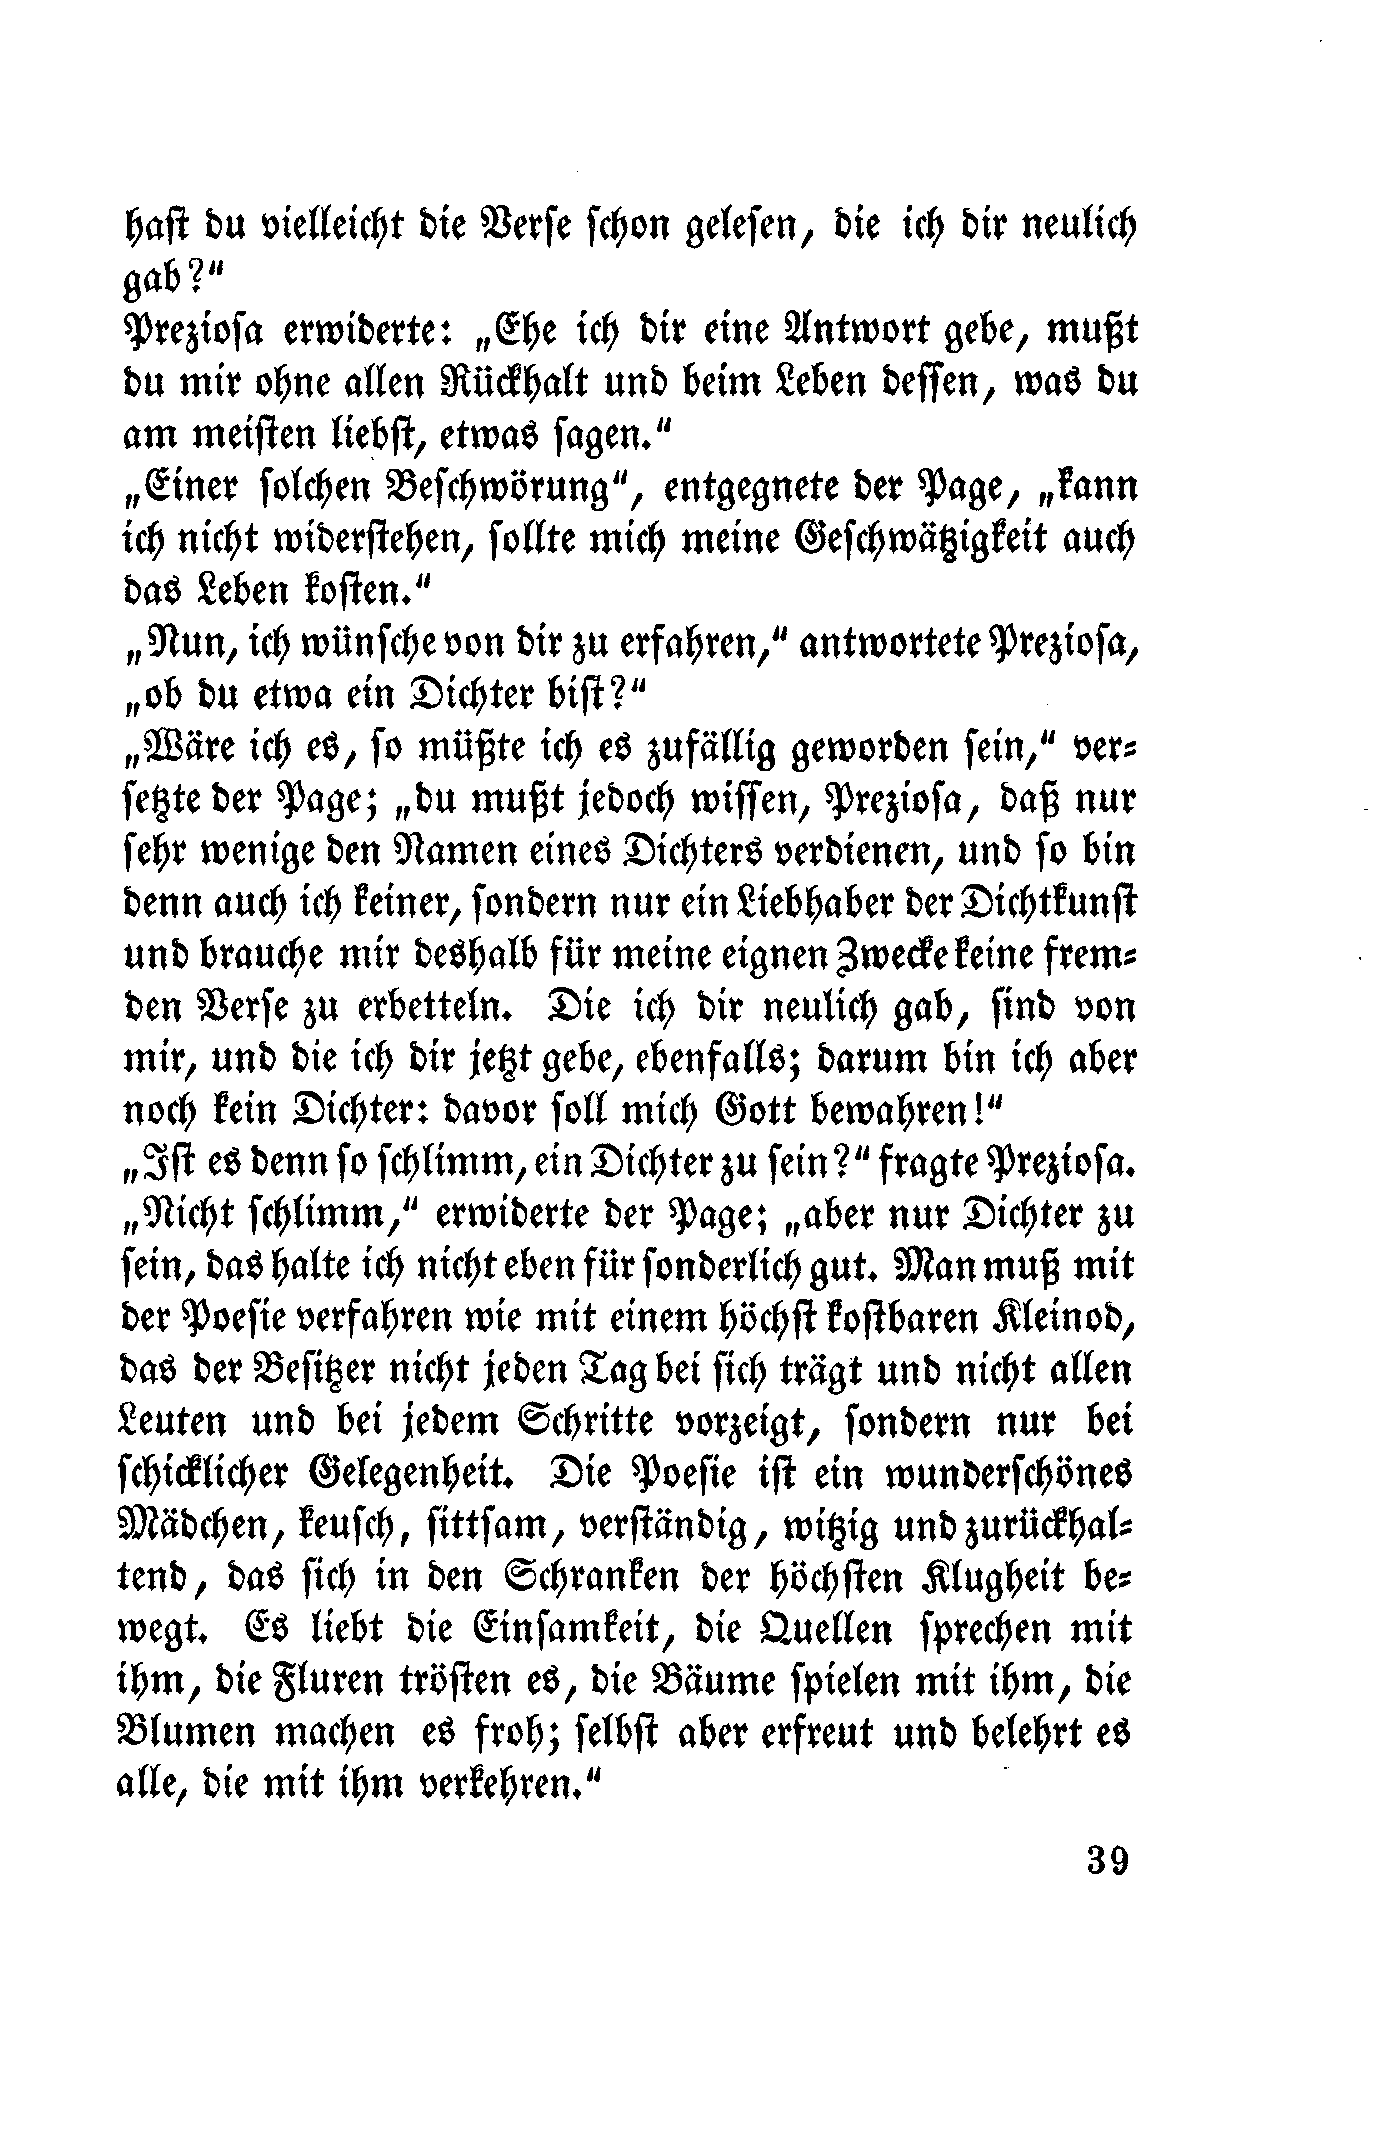 hast du vielleicht die Verse schon gelesen, die ich dir neulich
gab?“
Preziosa erwiderte: „Ehe ich dir eine Antwort gebe, mußt
du mir ohne allen Rückhalt und beim Leben dessen, was du
am meisten liebst, etwas sagen.“
„Einer solchen Beschwörung“, entgegnete der Page, „kann
ich nicht widerstehen, sollte mich meine Geschwätzigkeit auch
das Leben kosten.“
„Nun, ich wünsche von dir zu erfahren,“ antwortete Preziosa,
„ob du etwa ein Dichter bist?“
„Wäre ich es, so müßte ich es zufällig geworden sein,“ ver-
setzte der Page; „du mußt jedoch wissen, Preziosa, daß nur
sehr wenige den Namen eines Dichters verdienen, und so bin
denn auch ich keiner, sondern nur ein Liebhaber der Dichtkunst
und brauche mir deshalb für meine eignen Zwecke keine frem-
den Verse zu erbetteln. Die ich dir neulich gab, sind von
mir, und die ich dir jetzt gebe, ebenfalls; darum bin ich aber
noch kein Dichter: davor soll mich Gott bewahren!“
„Ist es denn so schlimm, ein Dichter zu sein?“ fragte Preziosa.
„Nicht schlimm,“ erwiderte der Page; „aber nur Dichter zu
sein, das halte ich nicht eben für sonderlich gut. Man muß mit
der Poesie verfahren wie mit einem höchst kostbaren Kleinod,
das der Besitzer nicht jeden Tag bei sich trägt und nicht allen
Leuten und bei jedem Schritte vorzeigt, sondern nur bei
schicklicher Gelegenheit. Die Poesie ist ein wunderschönes
Mädchen, keusch, sittsam, verständig, witzig und zurückhal-
tend, das sich in den Schranken der höchsten Klugheit be-
wegt. Es liebt die Einsamkeit, die Quellen sprechen mit
ihm, die Fluren trösten es, die Bäume spielen mit ihm, die
Blumen machen es froh; selbst aber erfreut und belehrt es
alle, die mit ihm verkehren.“
39